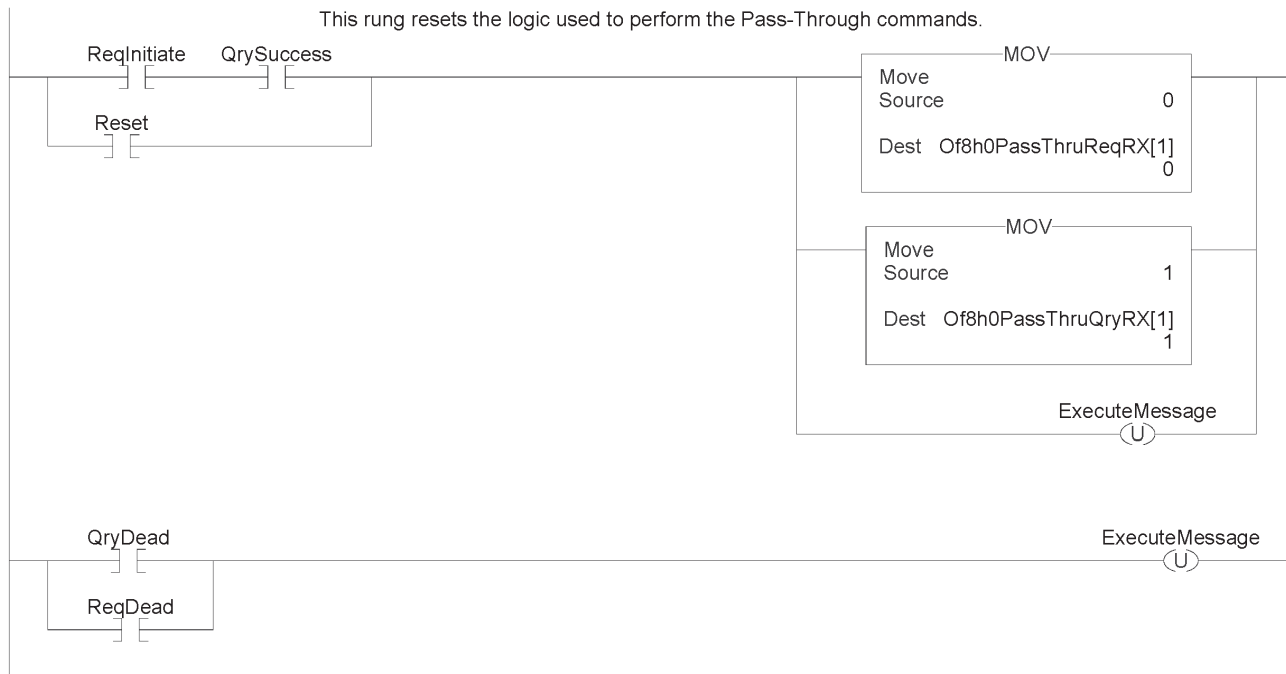 This rung resets the logic used to perform the Pass-Through commands.
ReqInitiate QrySuccess
Reset
MOV
Move
Source 0
Dest Of8h0PassThruReqRX[1]
0
MOV
Move
Source 1
Dest Of8h0PassThruQryRX[1]
1
ExecuteMessage
U
QryDead ExecuteMessage
U
ReqDead